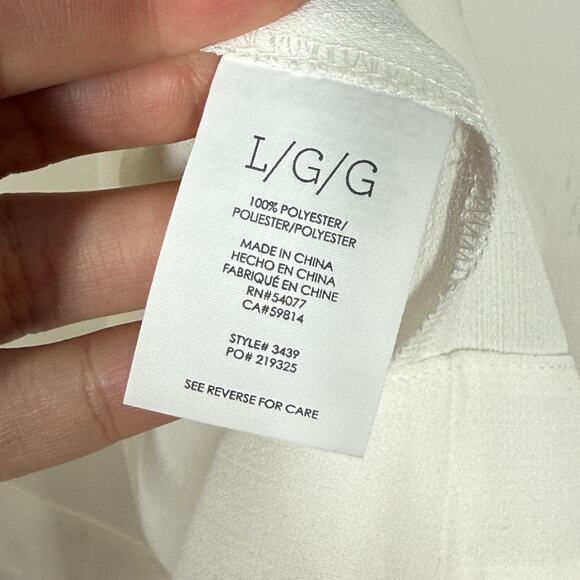 L/G/G
100% POLYESTER/
POLIESTER/POLYESTER
MADE IN CHINA
HECHO EN CHINA
FABRIQUÉ EN CHINE
RN#54077
CA#59814
STYLE# 3439
PO# 219325
SEE REVERSE FOR CARE